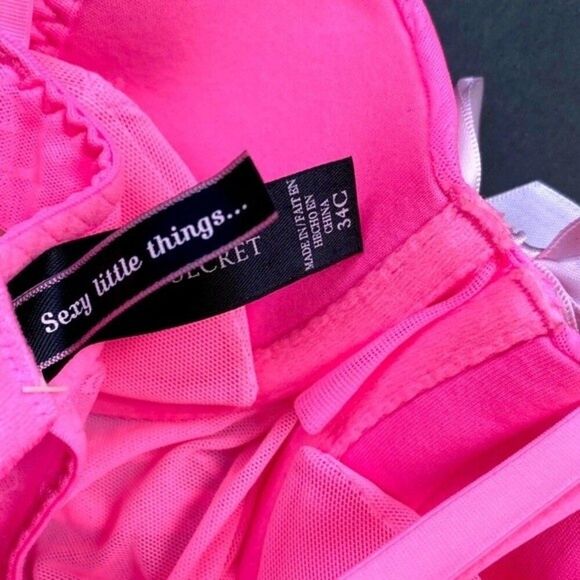 Sexy little things...
SECRET
MADE IN/FAIT EN
HECHO EN
CHINA
34C